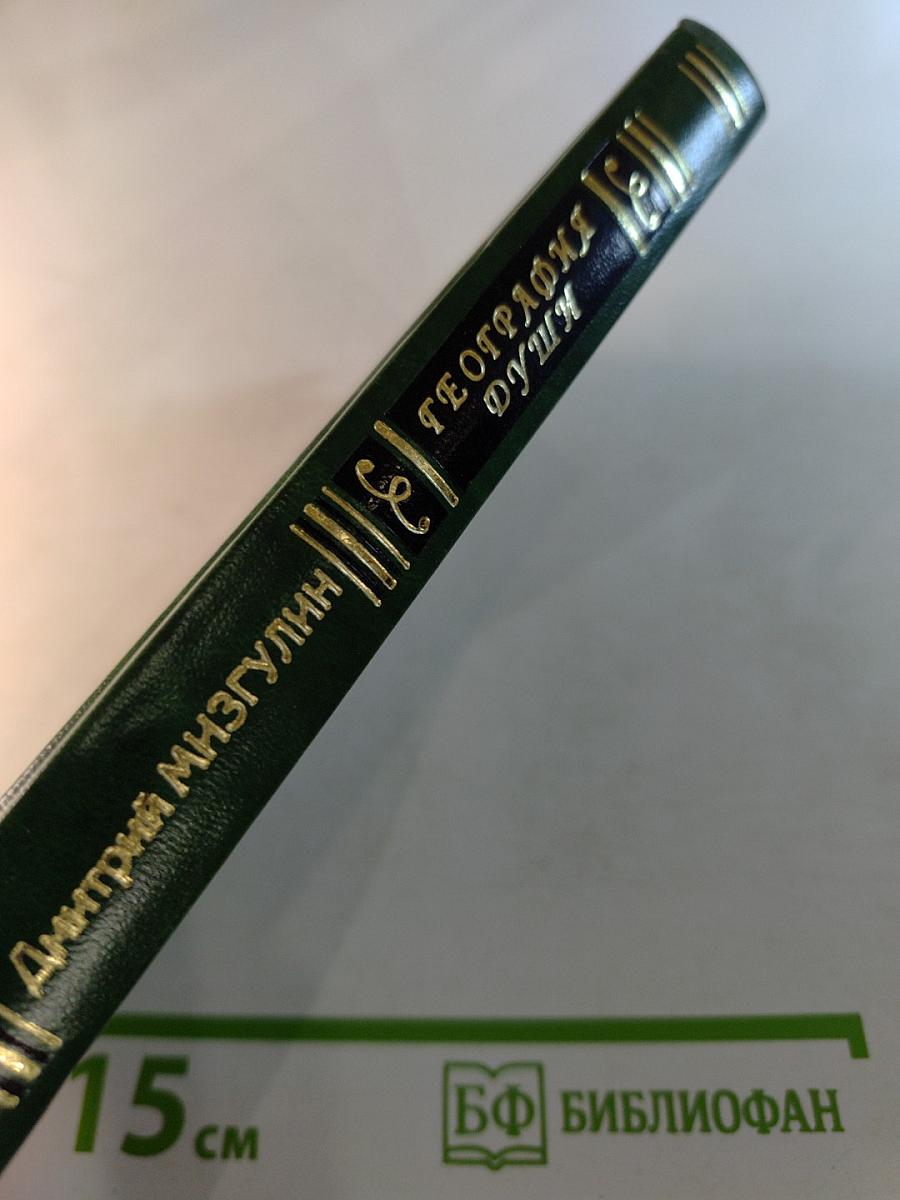 Дмитрий МИЗГУЛИН
ГЕОГРАФИЯ
ДУШИ
15 см
БФ БИБЛИОФАН